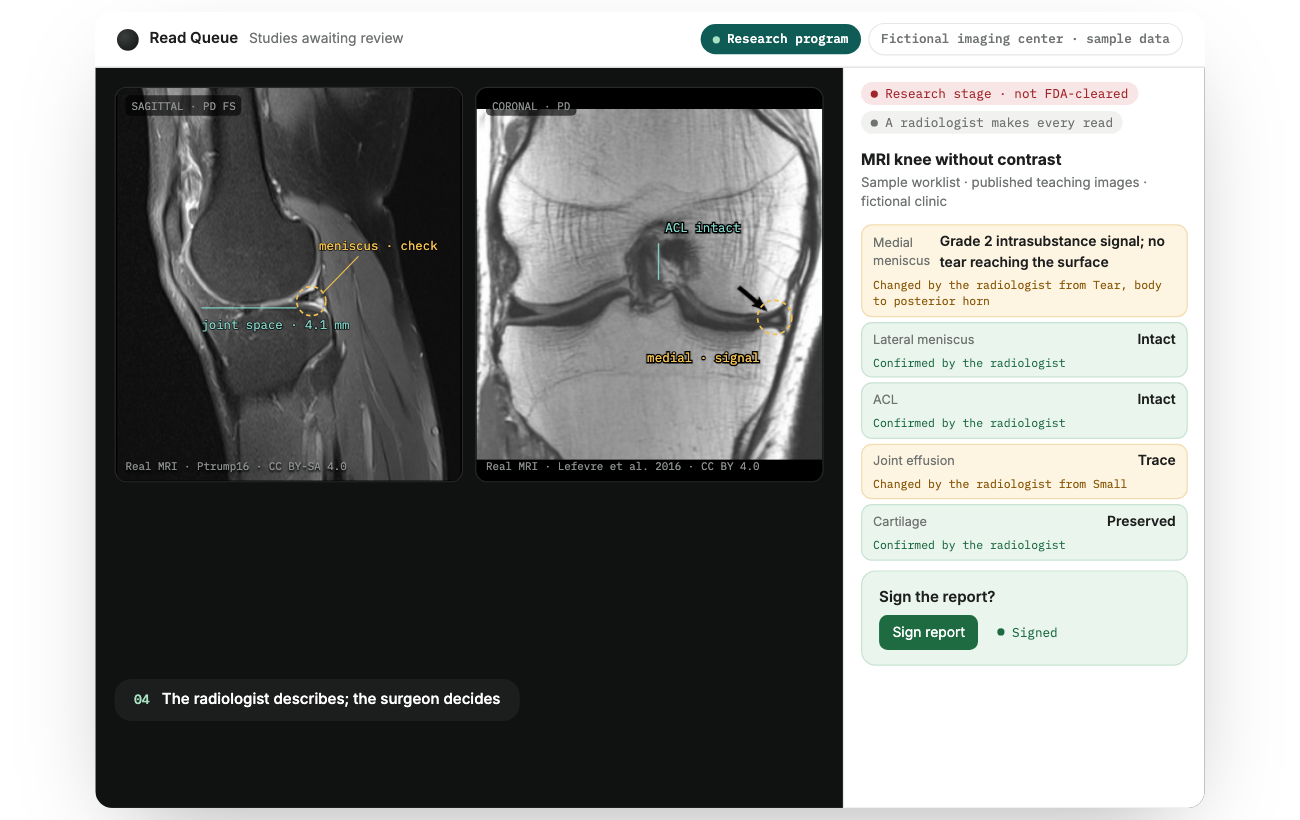 Read Queue Studies awaiting review
Research program
Fictional imaging center · sample data
SAGITTAL · PD FS
meniscus · check
joint space · 4.1 mm
Real MRI · Ptrump16 · CC BY-SA 4.0
CORONAL · PD
ACL intact
medial · signal
Real MRI · Lefevre et al. 2016 · CC BY 4.0
04 The radiologist describes; the surgeon decides
Research stage · not FDA-cleared
A radiologist makes every read
MRI knee without contrast
Sample worklist · published teaching images ·
fictional clinic
Medial meniscus
Grade 2 intrasubstance signal; no
tear reaching the surface
Changed by the radiologist from Tear, body
to posterior horn
Lateral meniscus Intact
Confirmed by the radiologist
ACL Intact
Confirmed by the radiologist
Joint effusion Trace
Changed by the radiologist from Small
Cartilage Preserved
Confirmed by the radiologist
Sign the report?
Sign report Signed